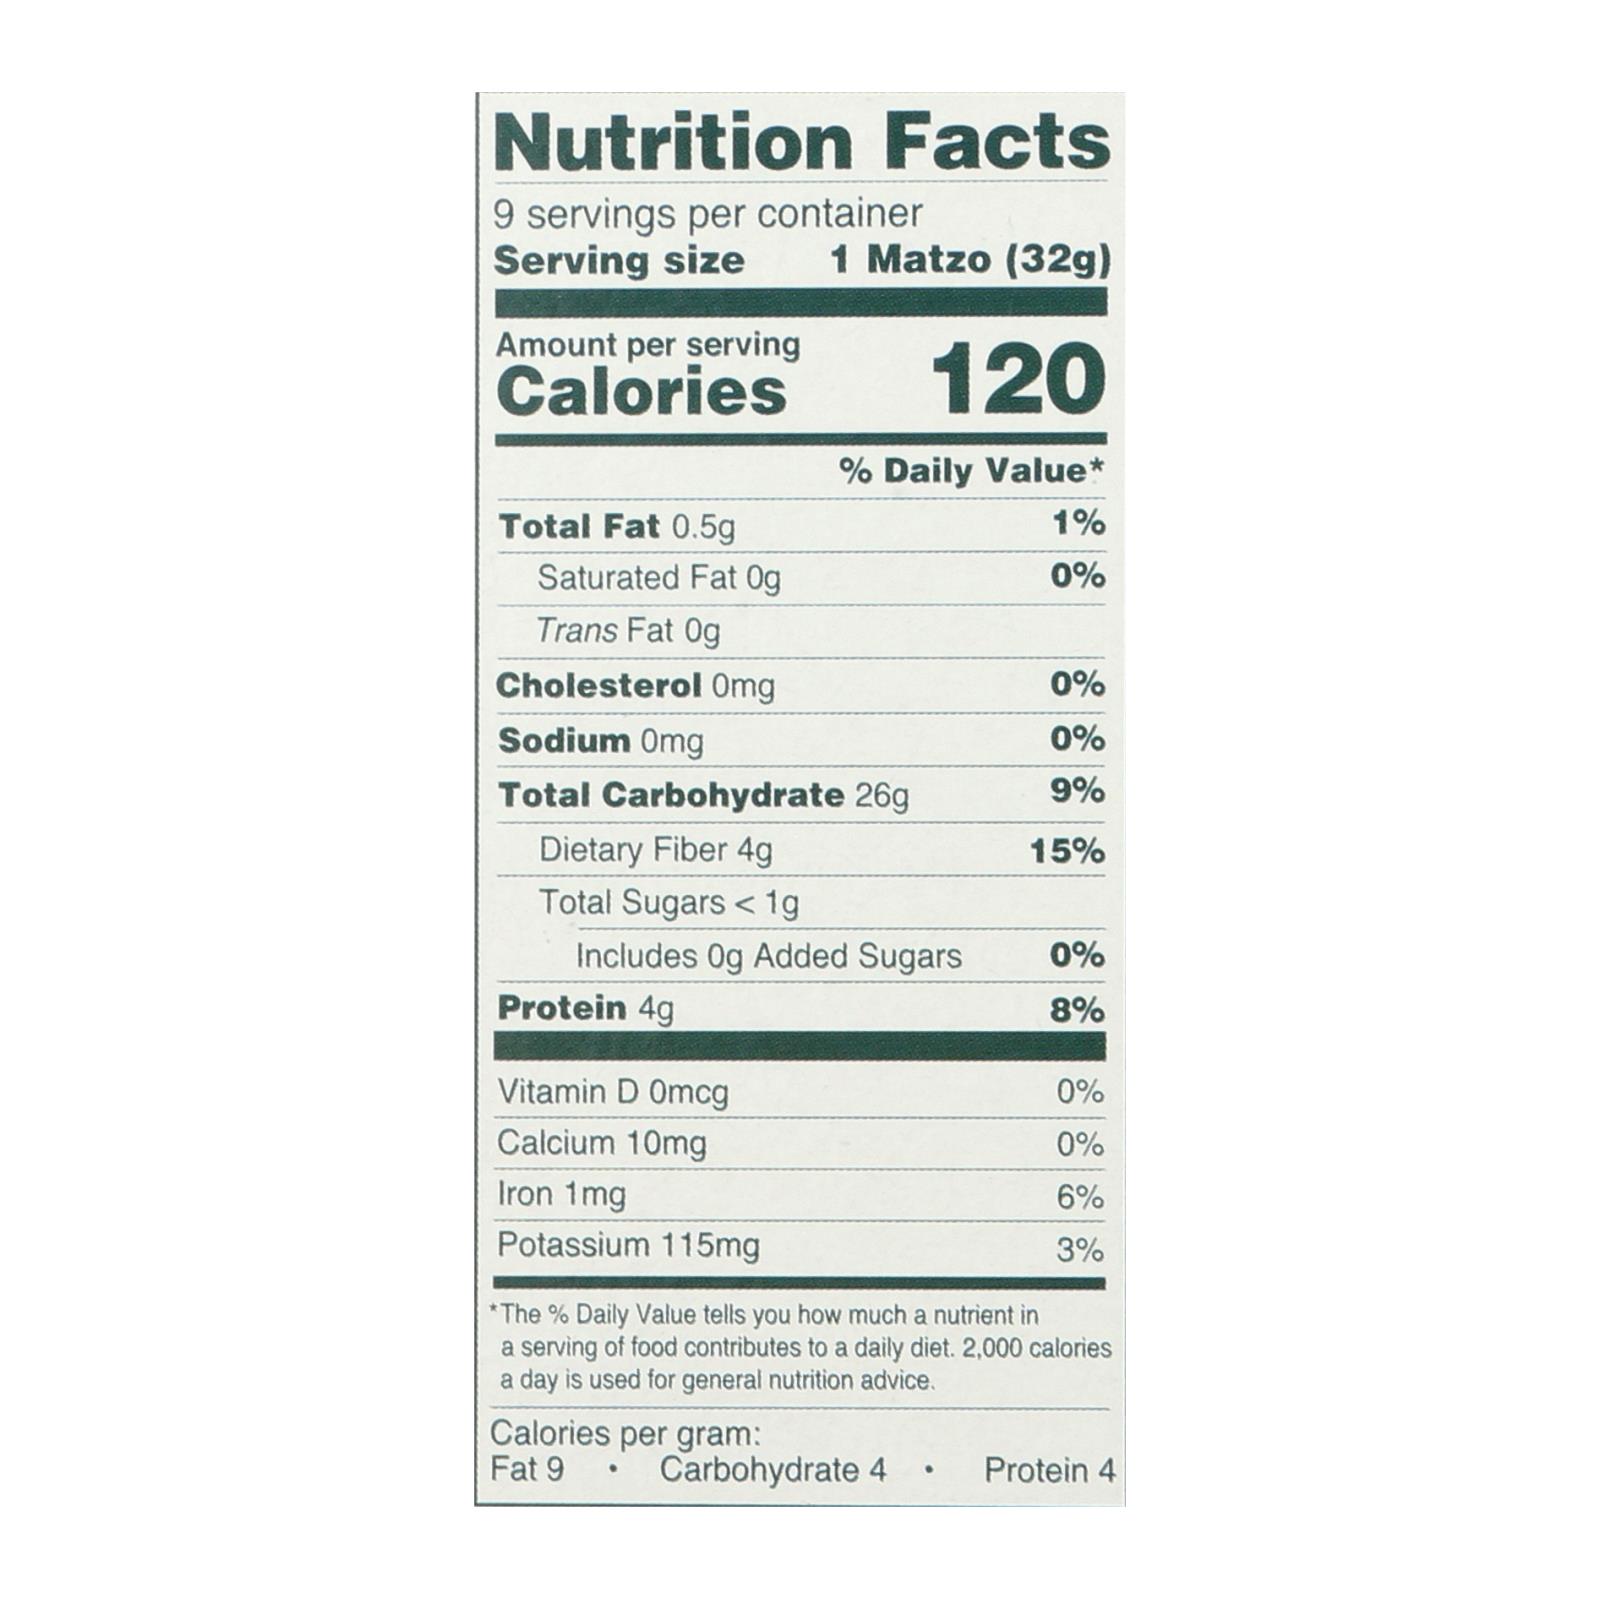 Nutrition Facts
9 servings per container
Serving size 1 Matzo (32g)
Amount per serving
Calories 120
% Daily Value*
Total Fat 0.5g 1%
Saturated Fat 0g 0%
Trans Fat 0g
Cholesterol 0mg 0%
Sodium 0mg 0%
Total Carbohydrate 26g 9%
Dietary Fiber 4g 15%
Total Sugars < 1g
Includes 0g Added Sugars 0%
Protein 4g 8%
Vitamin D 0mcg 0%
Calcium 10mg 0%
Iron 1mg 6%
Potassium 115mg 3%
*The % Daily Value tells you how much a nutrient in
a serving of food contributes to a daily diet. 2,000 calories
a day is used for general nutrition advice.
Calories per gram:
Fat 9 • Carbohydrate 4 • Protein 4